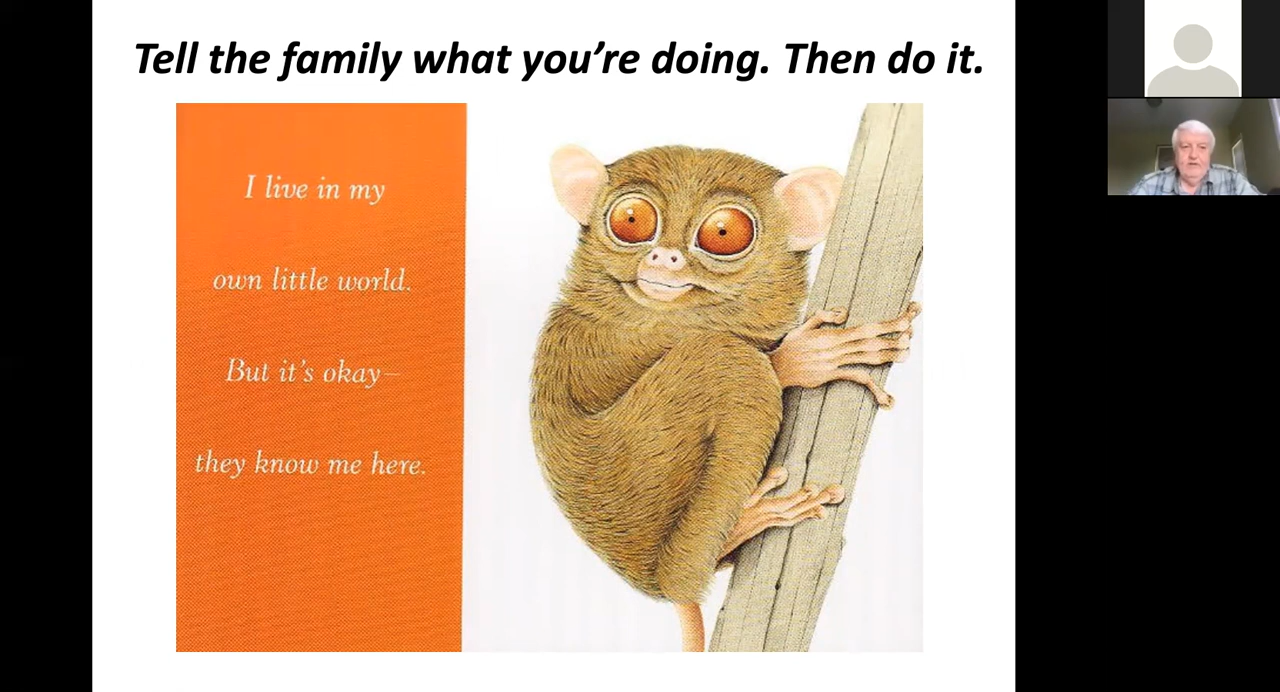 Tell the family what you're doing. Then do it.
I live in my
own little world.
But it's okay—
they know me here.